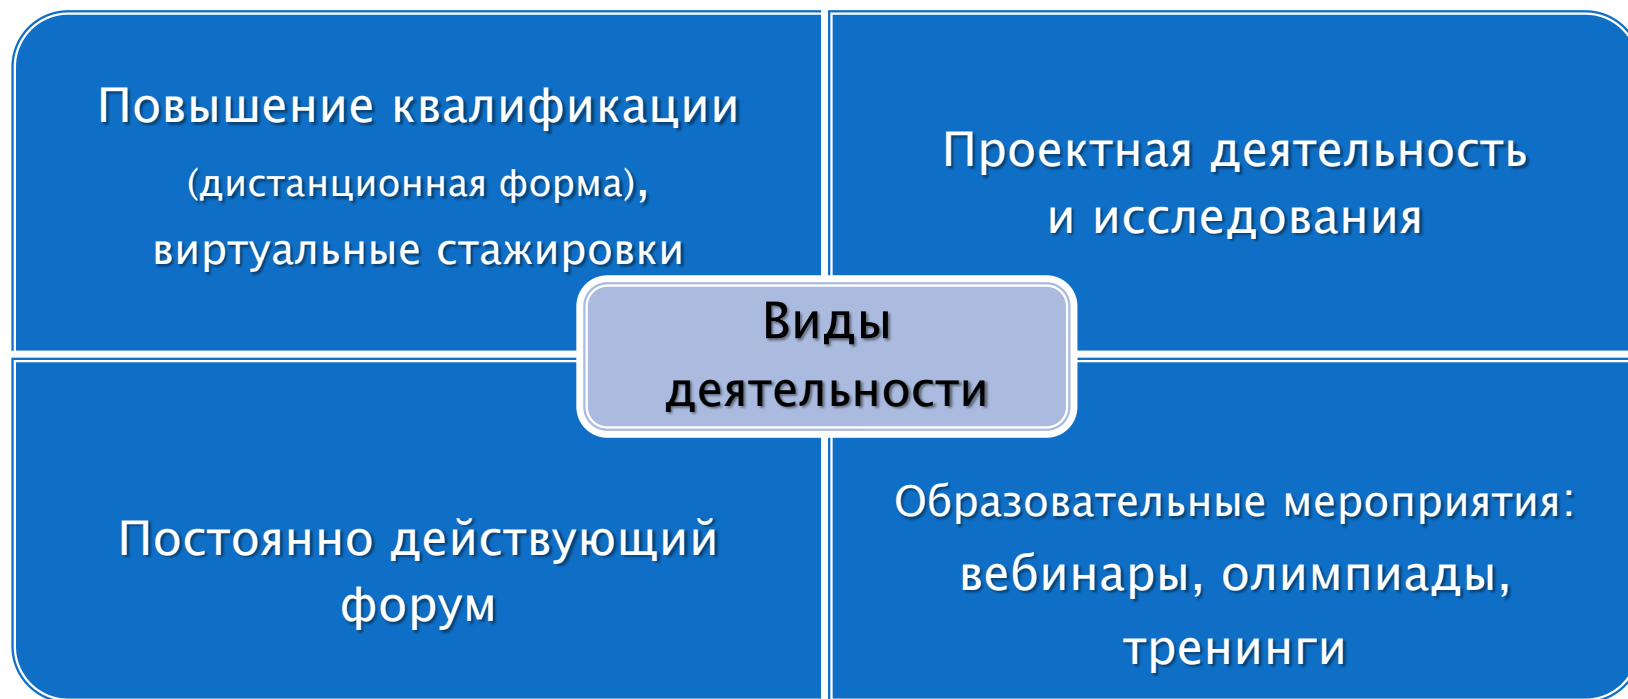 Повышение квалификации
(дистанционная форма),
виртуальные стажировки
Проектная деятельность
и исследования
Виды
деятельности
Постоянно действующий
форум
Образовательные мероприятия:
вебинары, олимпиады,
тренинги